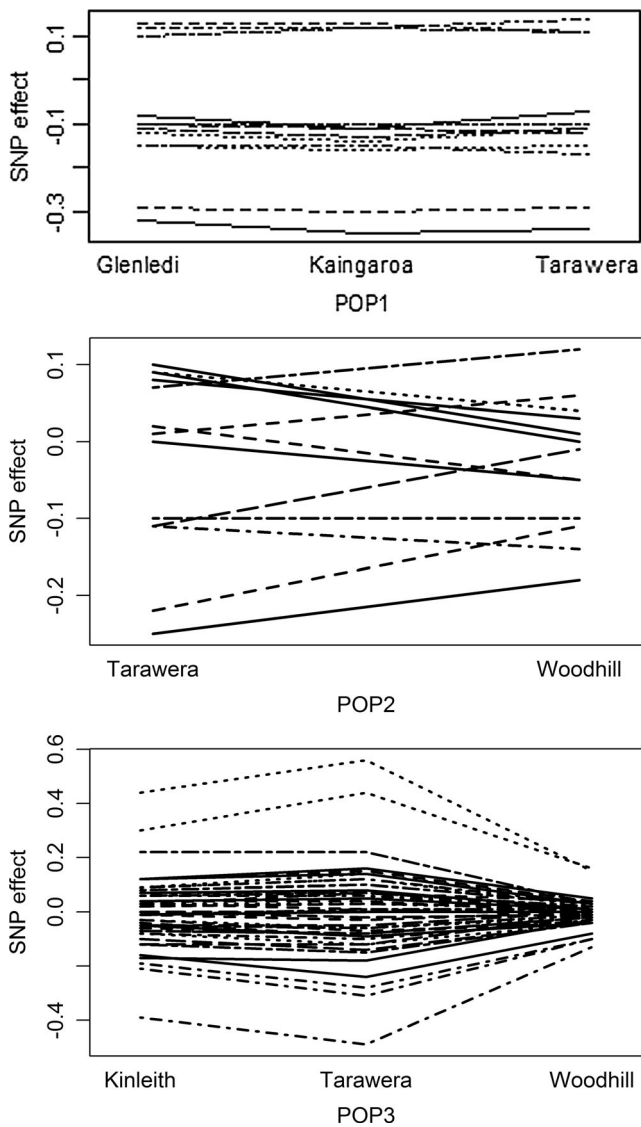 SNP effect
0.1
-0.1
-0.3
Glenledi Kaingaroa Tarawera
POP1
SNP effect
0.1
0.0
-0.1
-0.2
Tarawera Woodhill
POP2
SNP effect
0.6
0.4
0.2
0.0
-0.4
Kinleith Tarawera Woodhill
POP3